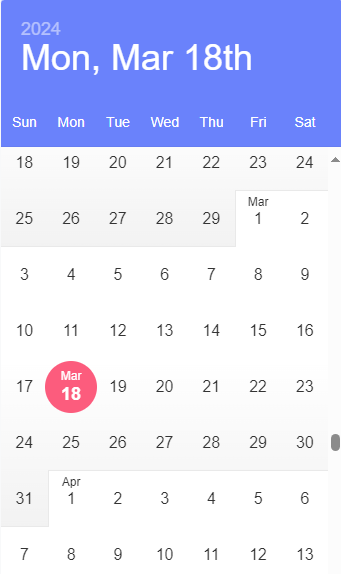 2024
Mon, Mar 18th
Sun Mon Tue Wed Thu Fri Sat
18 19 20 21 22 23 24
Mar
25 26 27 28 29 1 2
3 4 5 6 7 8 9
10 11 12 13 14 15 16
Mar
17 18 19 20 21 22 23
24 25 26 27 28 29 30
Apr
31 1 2 3 4 5 6
7 8 9 10 11 12 13